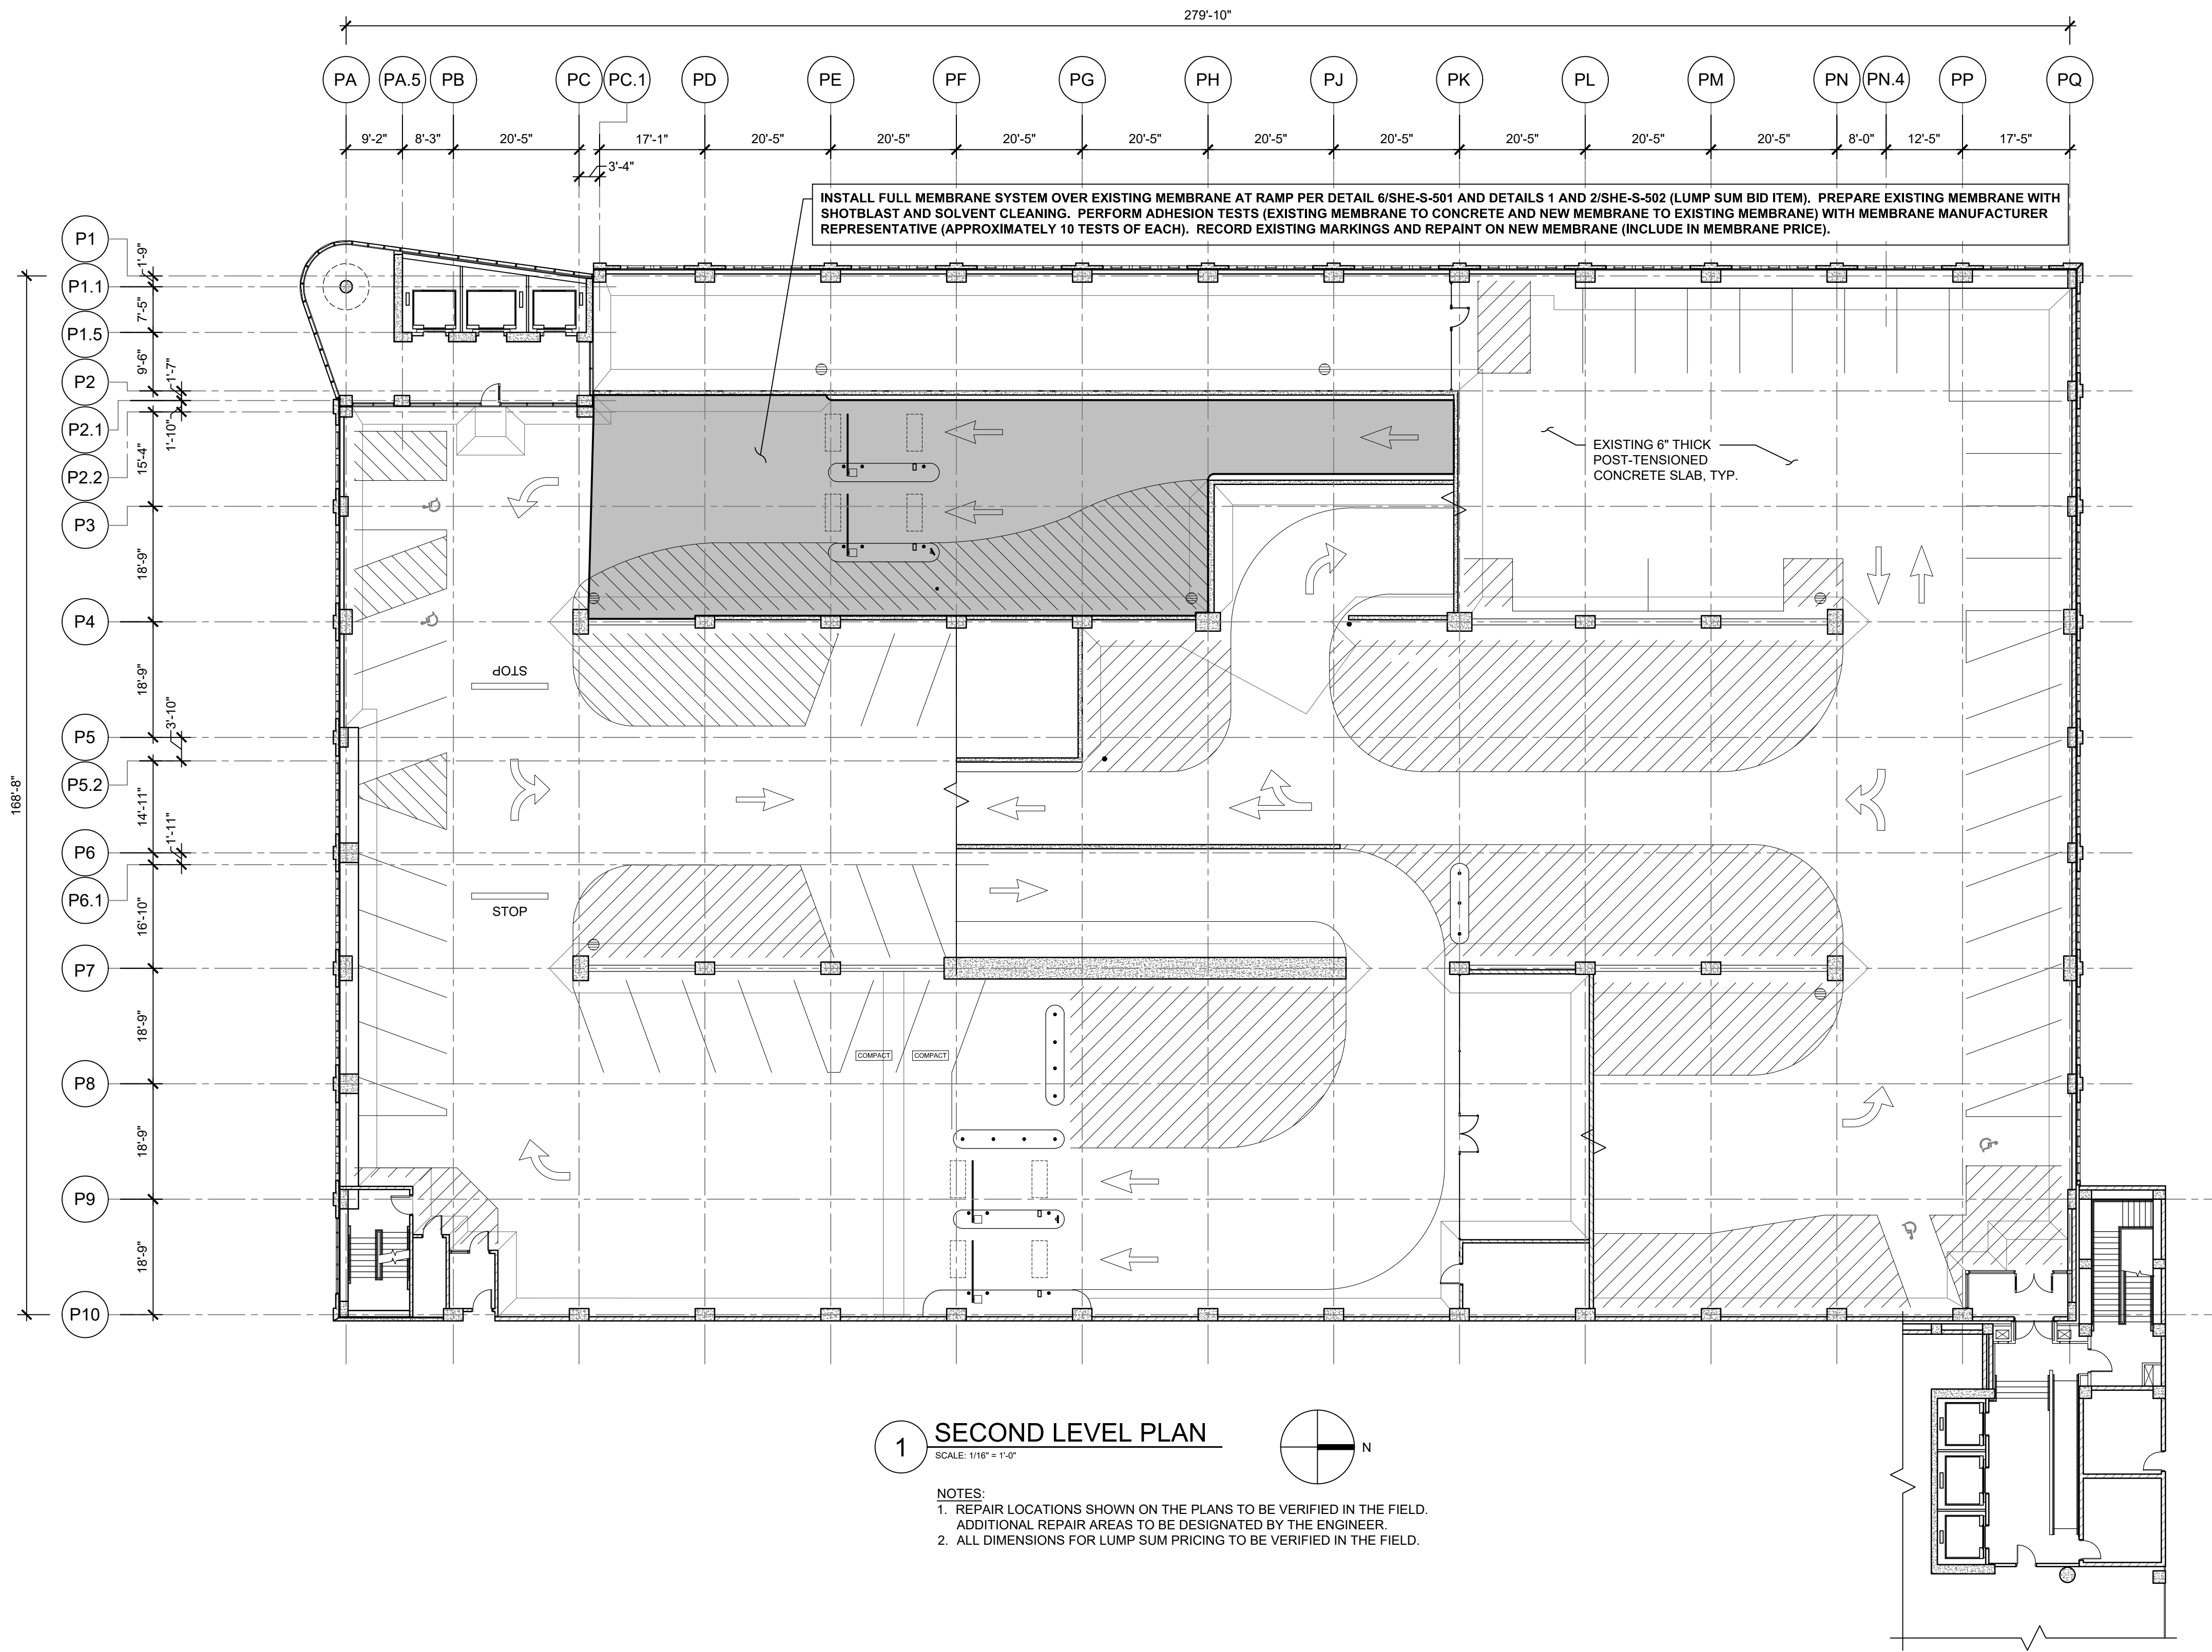 279'-10"
PA PA.5 PB PC PC.1 PD PE PF PG PH PJ PK PL PM PN PN.4 PP PQ
9'-2" 8'-3" 20'-5" 17'-1" 20'-5" 20'-5" 20'-5" 20'-5" 20'-5" 20'-5" 20'-5" 20'-5" 20'-5" 8'-0" 12'-5" 17'-5"
3'-4"
INSTALL FULL MEMBRANE SYSTEM OVER EXISTING MEMBRANE AT RAMP PER DETAIL 6/SHE-S-501 AND DETAILS 1 AND 2/SHE-S-502 (LUMP SUM BID ITEM). PREPARE EXISTING MEMBRANE WITH
SHOTBLAST AND SOLVENT CLEANING. PERFORM ADHESION TESTS (EXISTING MEMBRANE TO CONCRETE AND NEW MEMBRANE TO EXISTING MEMBRANE) WITH MEMBRANE MANUFACTURER
REPRESENTATIVE (APPROXIMATELY 10 TESTS OF EACH). RECORD EXISTING MARKINGS AND REPAINT ON NEW MEMBRANE (INCLUDE IN MEMBRANE PRICE).
P1
1'-9"
P1.1
7'-5"
P1.5
9'-6"
1'-7"
P2
P2.1
1'-10"
15'-4"
P2.2
P3
18'-9"
P4
18'-9"
3'-10"
P5
P5.2
14'-11"
1'-11"
P6
P6.1
16'-10"
P7
18'-9"
P8
18'-9"
P9
18'-9"
P10
168'-8"
EXISTING 6" THICK
POST-TENSIONED
CONCRETE SLAB, TYP.
STOP
STOP
COMPACT COMPACT
1 SECOND LEVEL PLAN
SCALE: 1/16" = 1'-0"
N
NOTES:
1. REPAIR LOCATIONS SHOWN ON THE PLANS TO BE VERIFIED IN THE FIELD.
ADDITIONAL REPAIR AREAS TO BE DESIGNATED BY THE ENGINEER.
2. ALL DIMENSIONS FOR LUMP SUM PRICING TO BE VERIFIED IN THE FIELD.